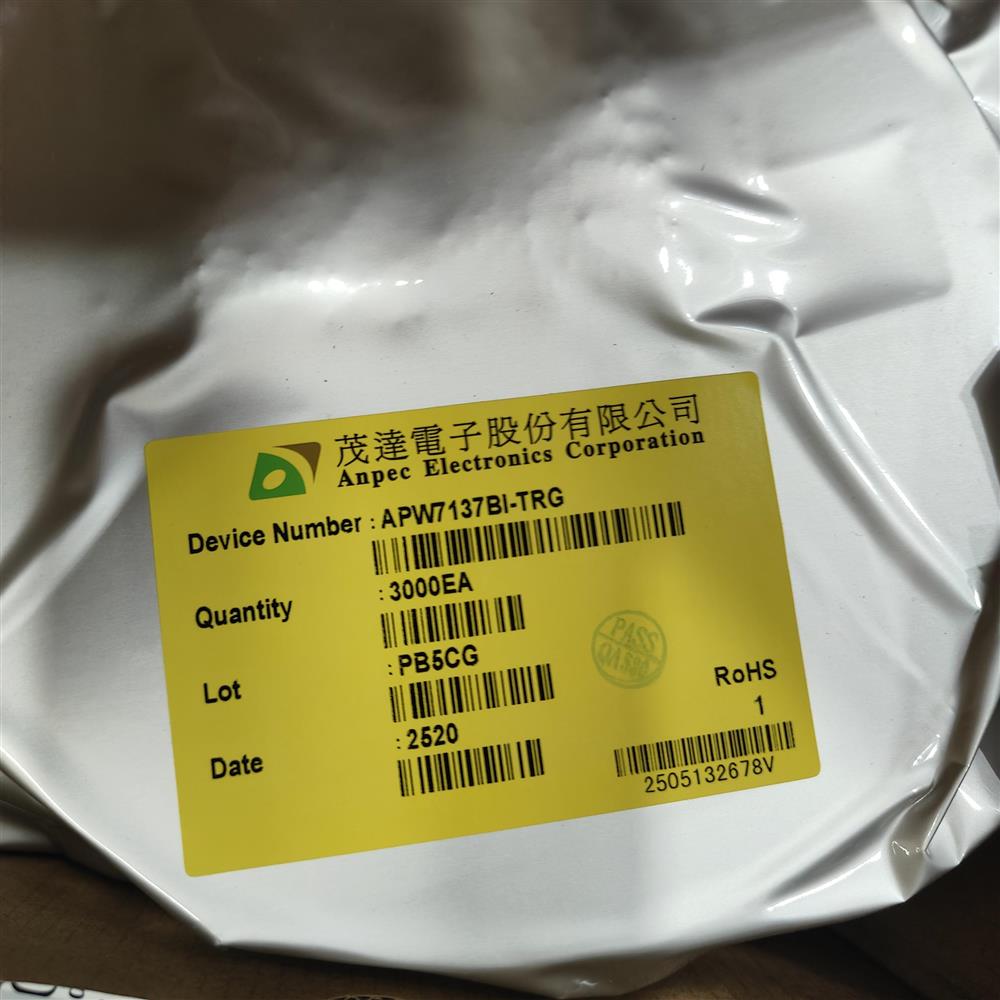 茂達電子股份有限公司
Anpec Electronics Corporation
Device Number : APW7137BI-TRG
Quantity : 3000EA
Lot : PB5CG
PASS
RoHS
1
Date : 2520
2505132678V